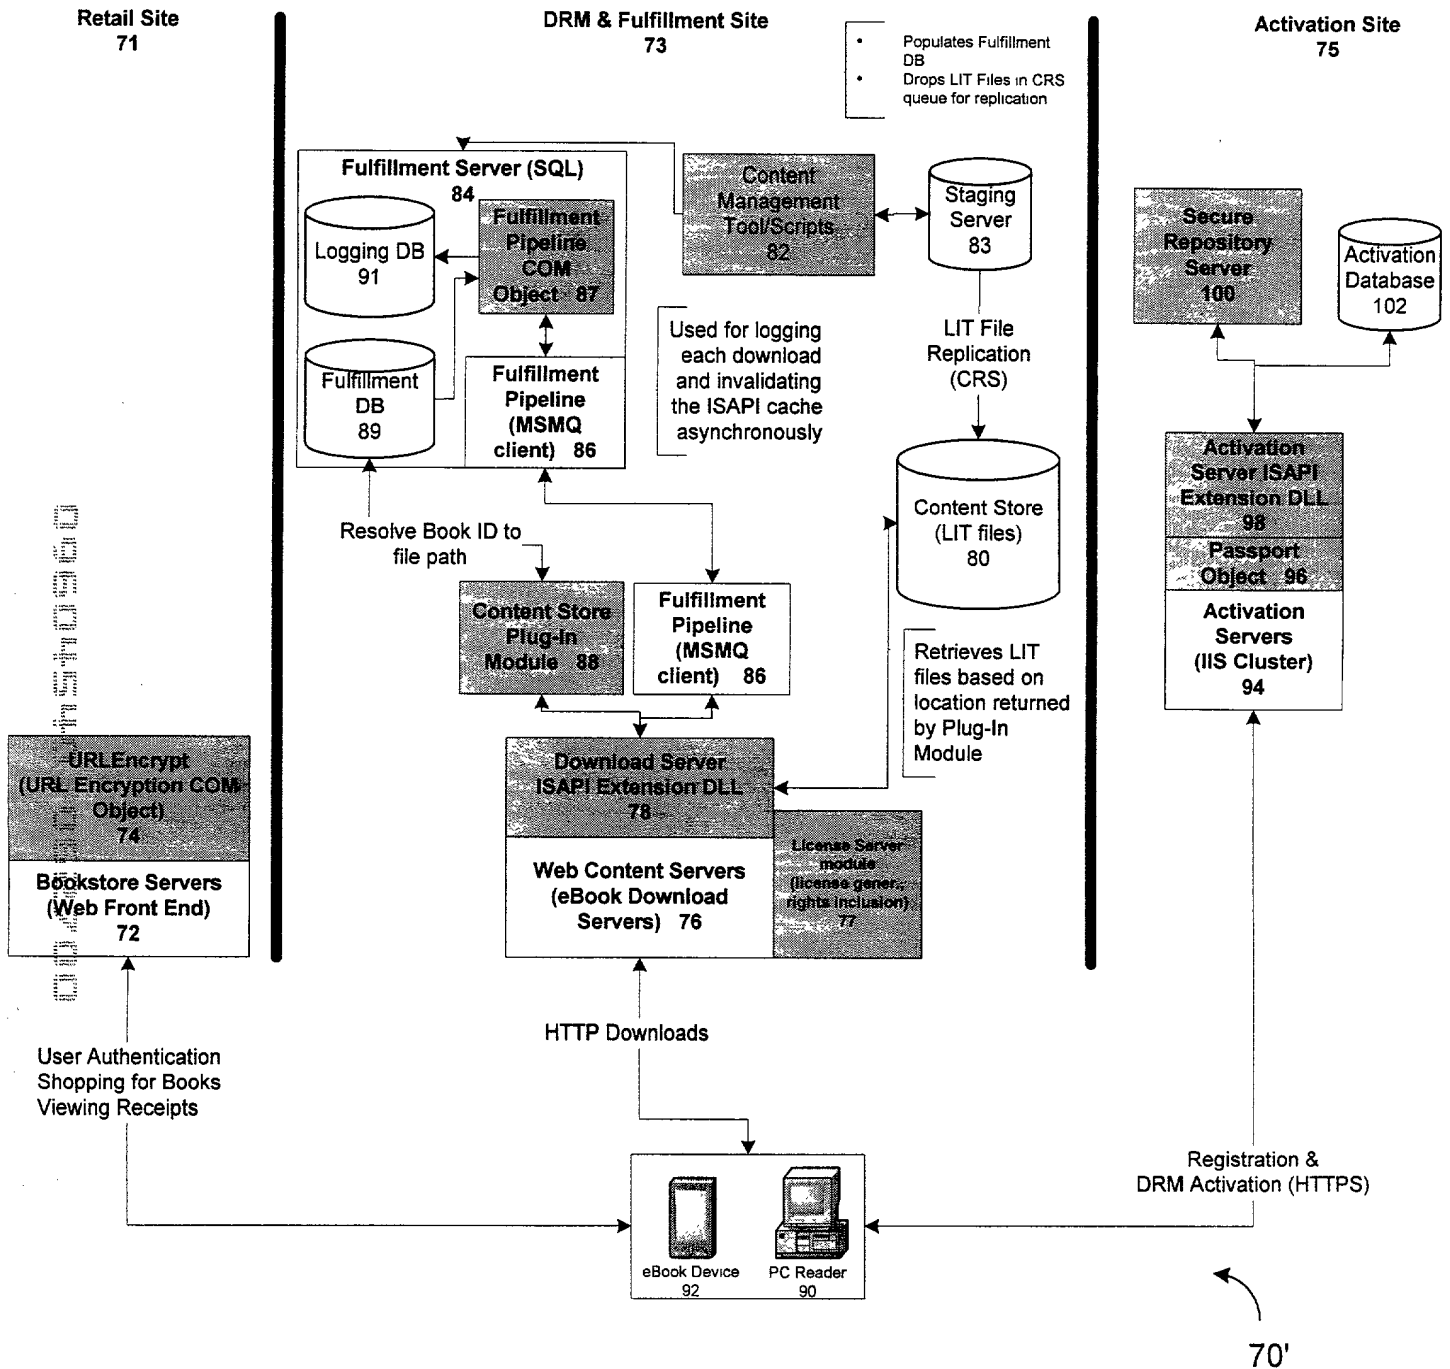 Retail Site
71
DRM & Fulfillment Site
73
Activation Site
75
• Populates Fulfillment
DB
• Drops LIT Files in CRS
queue for replication
Fulfillment Server (SQL)
84
Logging DB
91
Fulfillment
Pipeline
COM
Object 87
Fulfillment
DB
89
Fulfillment
Pipeline
(MSMQ
client) 86
Content
Management
Tool/Scripts
82
Staging
Server
83
Used for logging
each download
and invalidating
the ISAPI cache
asynchronously
LIT File
Replication
(CRS)
Content Store
(LIT files)
80
Secure
Repository
Server
100
Activation
Database
102
Activation
Server ISAPI
Extension DLL
98
Passport
Object 96
Activation
Servers
(IIS Cluster)
94
Resolve Book ID to
file path
Content Store
Plug-In
Module 88
Fulfillment
Pipeline
(MSMQ
client) 86
Retrieves LIT
files based on
location returned
by Plug-In
Module
URLEncrypt
(URL Encryption COM
Object)
74
Bookstore Servers
(Web Front End)
72
Download Server
ISAPI Extension DLL
78
Web Content Servers
(eBook Download
Servers) 76
License Server
module
(license gener.,
rights inclusion)
77
User Authentication
Shopping for Books
Viewing Receipts
HTTP Downloads
Registration &
DRM Activation (HTTPS)
eBook Device
92
PC Reader
90
70'